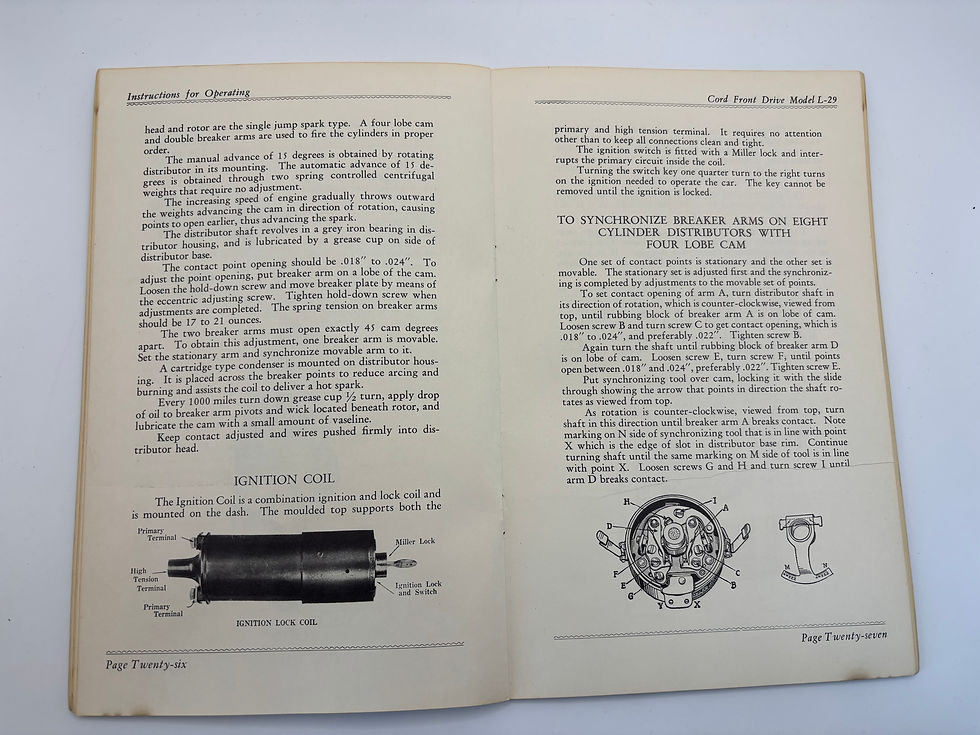 Instructions for Operating
head and rotor are the single jump spark type. A four lobe cam
and double breaker arms are used to fire the cylinders in proper
order.
The manual advance of 15 degrees is obtained by rotating
distributor in its mounting. The automatic advance of 15 de-
grees is obtained through two spring controlled centrifugal
weights that require no adjustment.
The increasing speed of engine gradually throws outward
the weights advancing the cam in direction of rotation, causing
points to open earlier, thus advancing the spark.
The distributor shaft revolves in a grey iron bearing in dis-
tributor housing, and is lubricated by a grease cup on side of
distributor base.
The contact point opening should be .018" to .024". To
adjust the point opening, put breaker arm on a lobe of the cam.
Loosen the hold-down screw and move breaker plate by means of
the eccentric adjusting screw. Tighten hold-down screw when
adjustments are completed. The spring tension on breaker arms
should be 17 to 21 ounces.
The two breaker arms must open exactly 45 cam degrees
apart. To obtain this adjustment, one breaker arm is movable.
Set the stationary arm and synchronize movable arm to it.
A cartridge type condenser is mounted on distributor hous-
ing. It is placed across the breaker points to reduce arcing and
burning and assists the coil to deliver a hot spark.
Every 1000 miles turn down grease cup ½ turn, apply drop
of oil to breaker arm pivots and wick located beneath rotor, and
lubricate the cam with a small amount of vaseline.
Keep contact adjusted and wires pushed firmly into dis-
tributor head.
IGNITION COIL
The Ignition Coil is a combination ignition and lock coil and
is mounted on the dash. The moulded top supports both the
Primary
Terminal
High
Tension
Terminal
Primary
Terminal
Miller Lock
Ignition Lock
and Switch
IGNITION LOCK COIL
Page Twenty-six
Cord Front Drive Model L-29
primary and high tension terminal. It requires no attention
other than to keep all connections clean and tight.
The ignition switch is fitted with a Miller lock and inter-
rupts the primary circuit inside the coil.
Turning the switch key one quarter turn to the right turns
on the ignition needed to operate the car. The key cannot be
removed until the ignition is locked.
TO SYNCHRONIZE BREAKER ARMS ON EIGHT
CYLINDER DISTRIBUTORS WITH
FOUR LOBE CAM
One set of contact points is stationary and the other set is
movable. The stationary set is adjusted first and the synchroniz-
ing is completed by adjustments to the movable set of points.
To set contact opening of arm A, turn distributor shaft in
its direction of rotation, which is counter-clockwise, viewed from
top, until rubbing block of breaker arm A is on lobe of cam.
Loosen screw B and turn screw C to get contact opening, which is
.018" to .024", and preferably .022". Tighten screw B.
Again turn the shaft until rubbing block of breaker arm D
is on lobe of cam. Loosen screw E, turn screw F; until points
open between .018" and .024", preferably .022". Tighten screw E.
Put synchronizing tool over cam, locking it with the slide
through showing the arrow that points in direction the shaft ro-
tates as viewed from top.
As rotation is counter-clockwise, viewed from top, turn
shaft in this direction until breaker arm A breaks contact. Note
marking on N side of synchronizing tool that is in line with point
X which is the edge of slot in distributor base rim. Continue
turning shaft until the same marking on M side of tool is in line
with point X. Loosen screws G and H and turn screw I until
arm D breaks contact.
H I
D A
F C
E B
G
Y X
M N
Page Twenty-seven